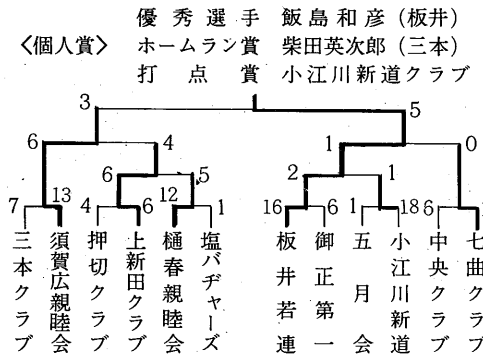 優秀選手 飯島和彦(板井)
〈個人賞〉 ホームラン賞 柴田英次郎(三本)
打点賞 小江川新道クラブ
3 5
6 4 1 0
6 5 2 1
7 13 4 6 12 1 16 6 1 18 6
三本クラブ
須賀広親睦会
押切クラブ
上新田クラブ
樋春親睦会
塩バヂャーズ
板井若連
御正第一
五月会
小江川新道
中央クラブ
七曲クラブ